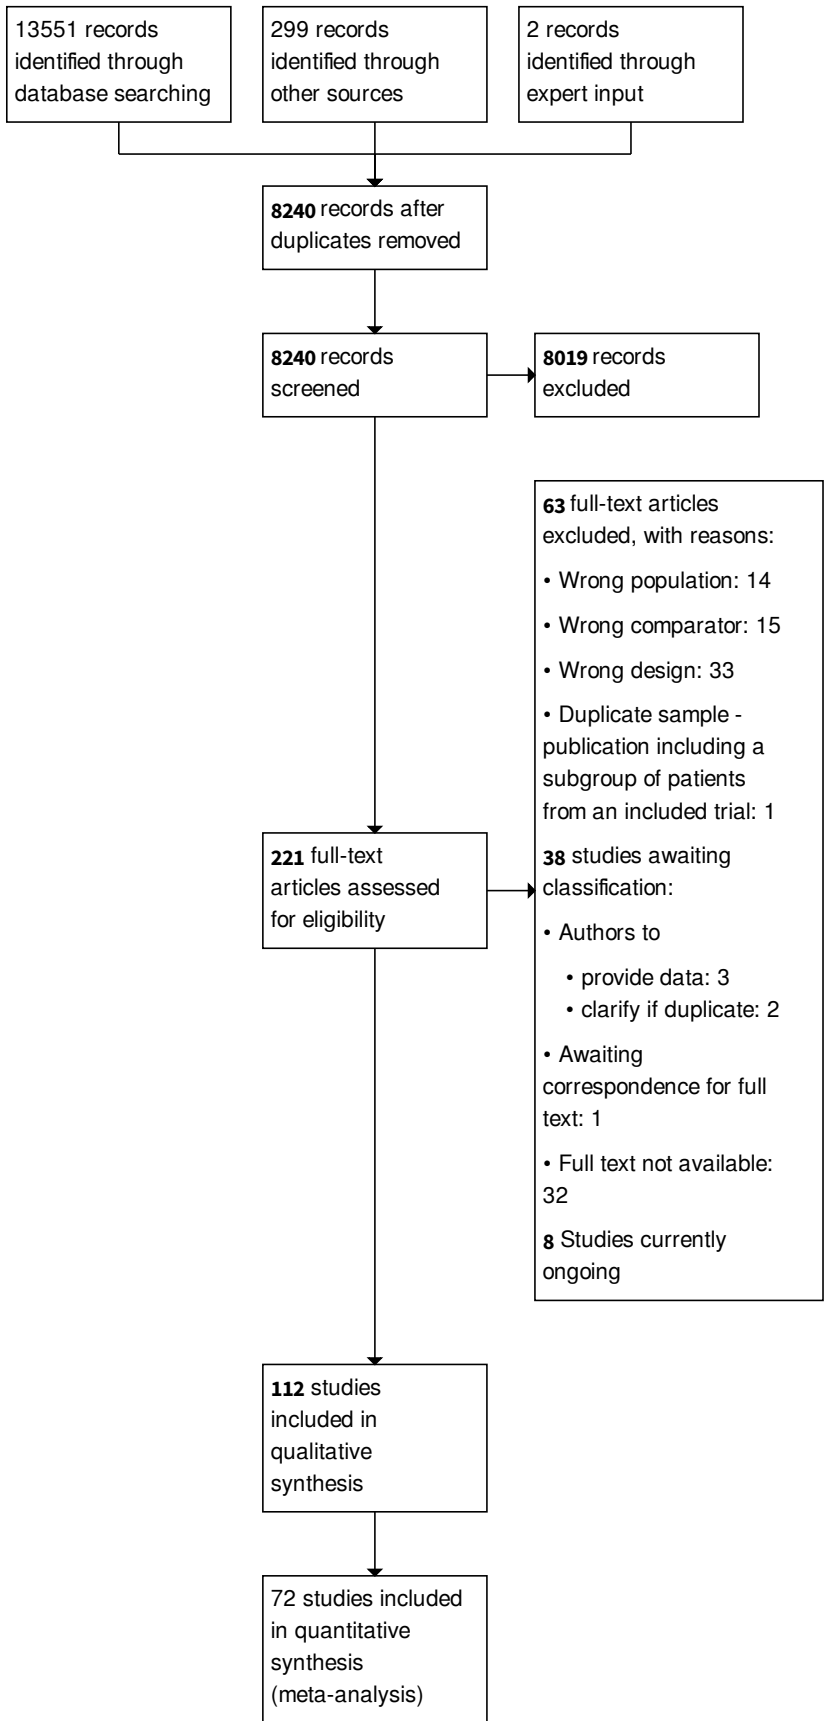 13551 records
identified through
database searching
299 records
identified through
other sources
2 records
identified through
expert input
8240 records after
duplicates removed
8240 records
screened
8019 records
excluded
63 full-text articles
excluded, with reasons:
• Wrong population: 14
• Wrong comparator: 15
• Wrong design: 33
• Duplicate sample -
publication including a
subgroup of patients
from an included trial: 1
38 studies awaiting
classification:
• Authors to
• provide data: 3
• clarify if duplicate: 2
• Awaiting
correspondence for full
text: 1
• Full text not available:
32
8 Studies currently
ongoing
221 full-text
articles assessed
for eligibility
112 studies
included in
qualitative
synthesis
72 studies included
in quantitative
synthesis
(meta-analysis)